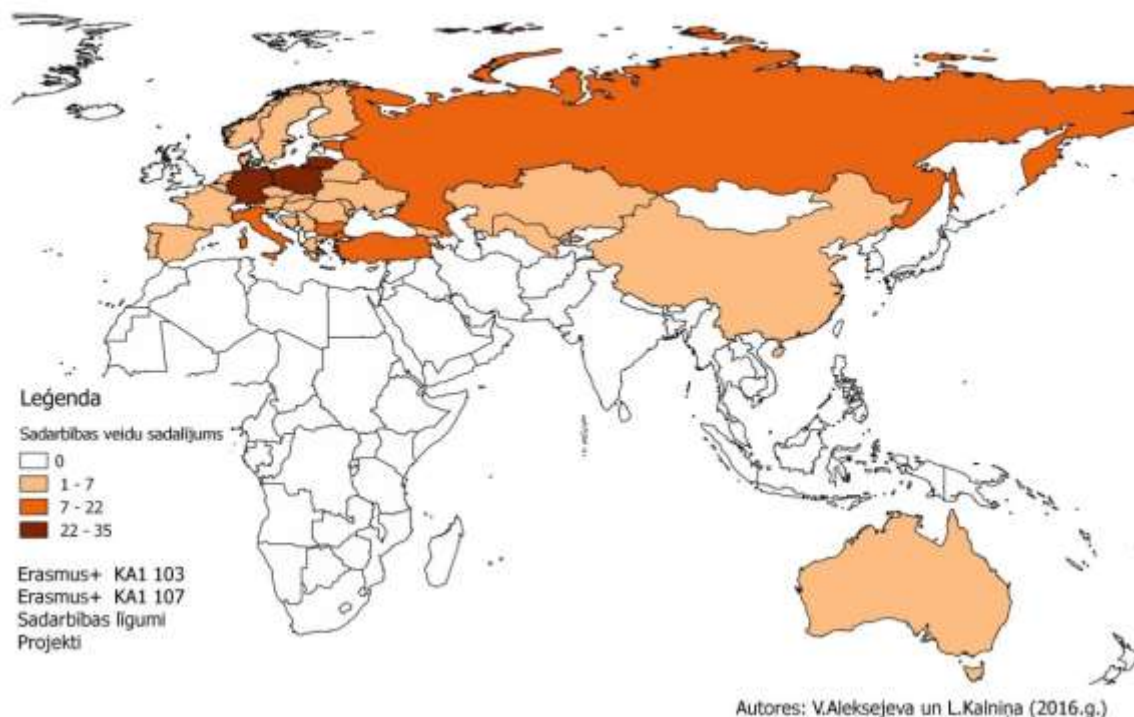 Leģenda
Sadarbības veidu sadalījums
0
1 - 7
7 - 22
22 - 35
Erasmus+ KA1 103
Erasmus+ KA1 107
Sadarbības līgumi
Projekti
Autores: V.Aleksejeva un L.Kalniņa (2016.g.)